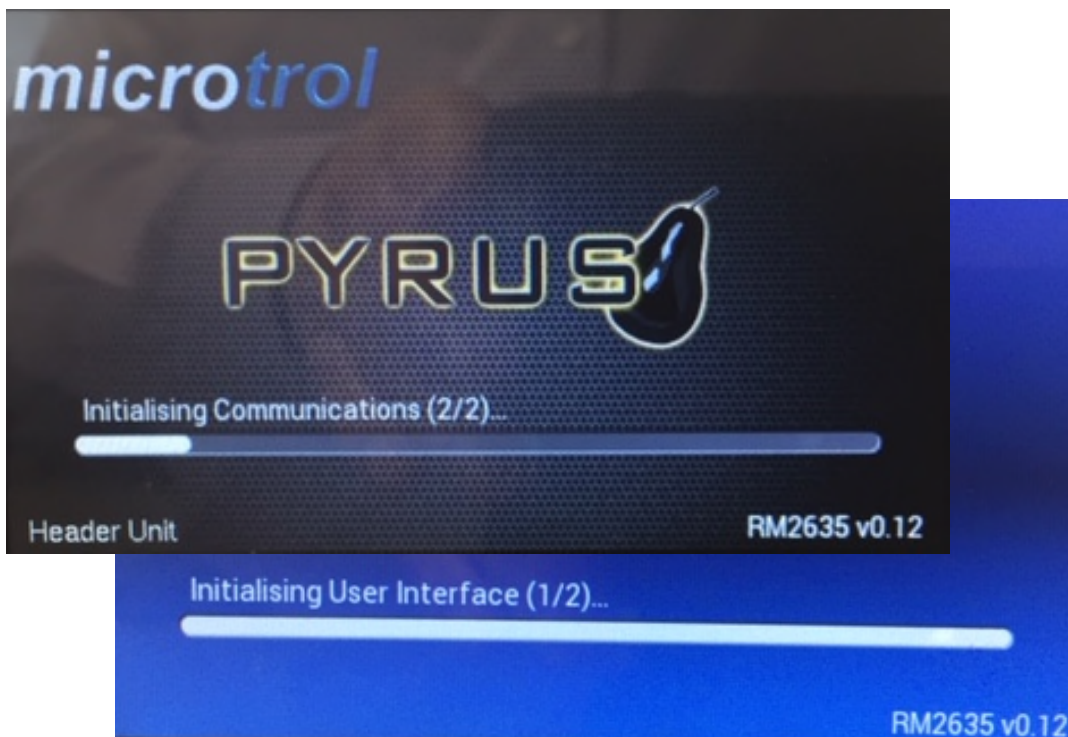 microtrol
PYRUS
Initialising Communications (2/2)...
Header Unit
RM2635 v0.12
Initialising User Interface (1/2)...
RM2635 v0.12